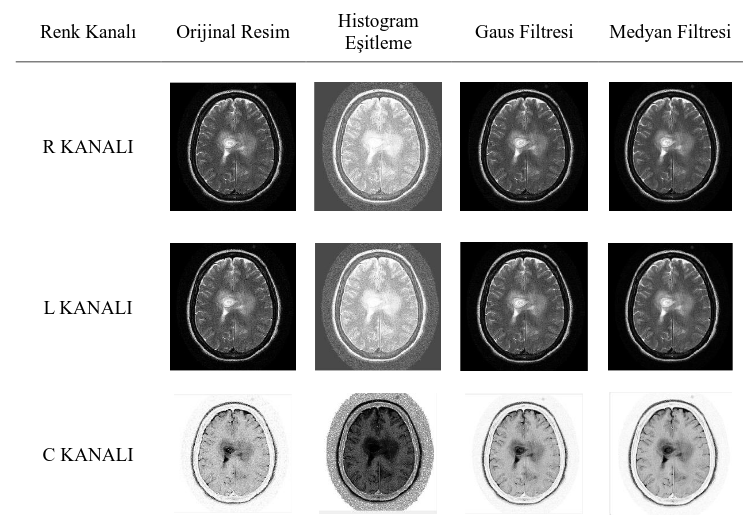 Renk Kanalı Orijinal Resim Histogram Eşitleme Gaus Filtresi Medyan Filtresi
R KANALI
L KANALI
C KANALI